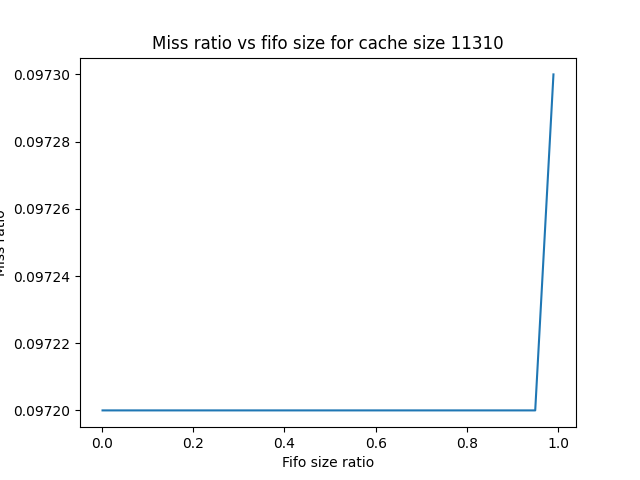 Miss ratio vs fifo size for cache size 11310
0.09730
0.09728
0.09726
0.09724
0.09722
0.09720
Miss ratio
0.0 0.2 0.4 0.6 0.8 1.0
Fifo size ratio